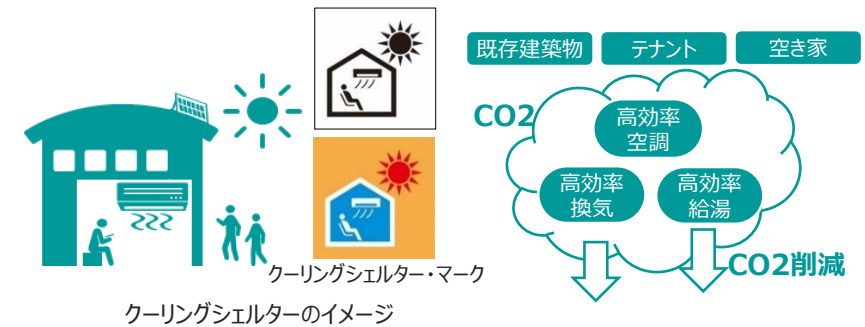 既存建築物
テナント
空き家
CO2
高効率
空調
高効率
換気
高効率
給湯
CO2削減
クーリングシェルター・マーク
クーリングシェルターのイメージ